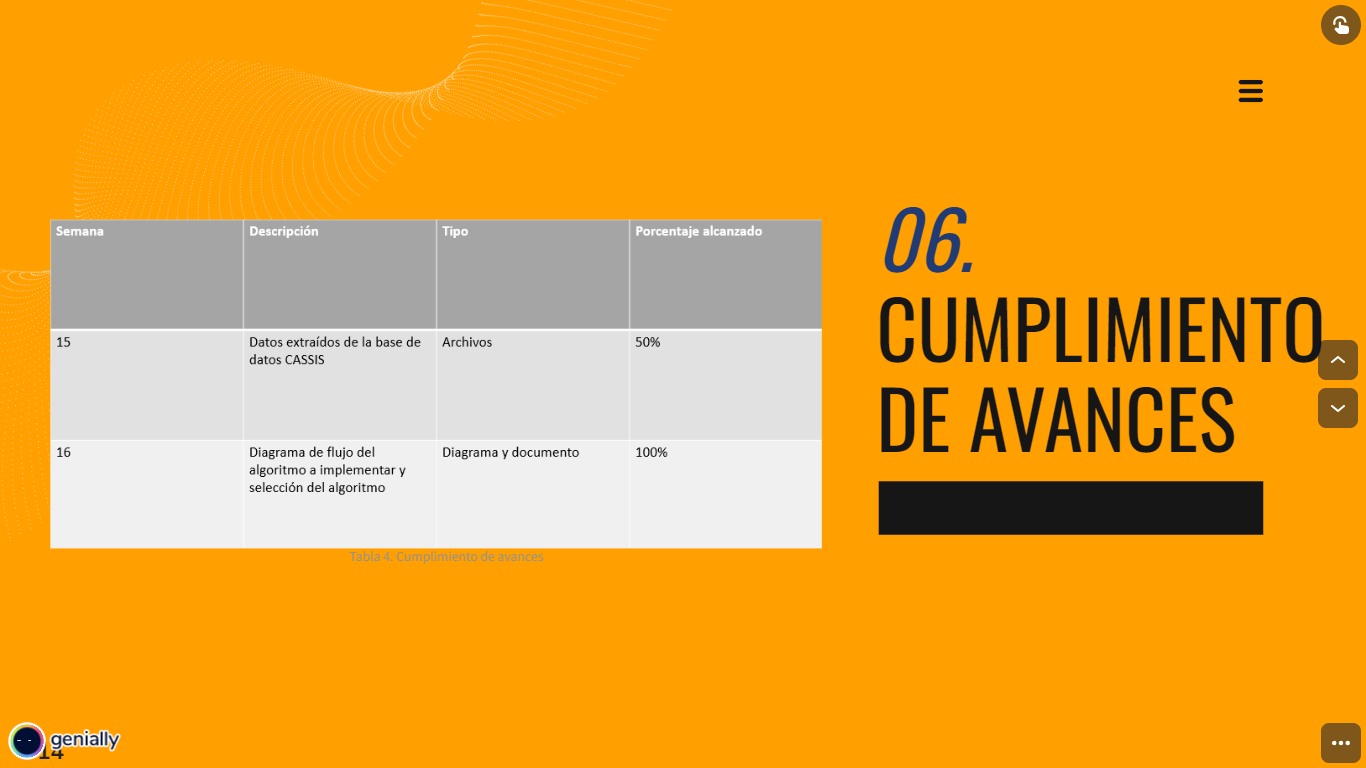 Semana Descripción Tipo Porcentaje alcanzado
15 Datos extraídos de la base de Archivos 50%
datos CASSIS
16 Diagrama de flujo del Diagrama y documento 100%
algoritmo a implementar y
selección del algoritmo
Tabla 4. Cumplimiento de avances
06.
CUMPLIMIENTO
DE AVANCES
genially
14